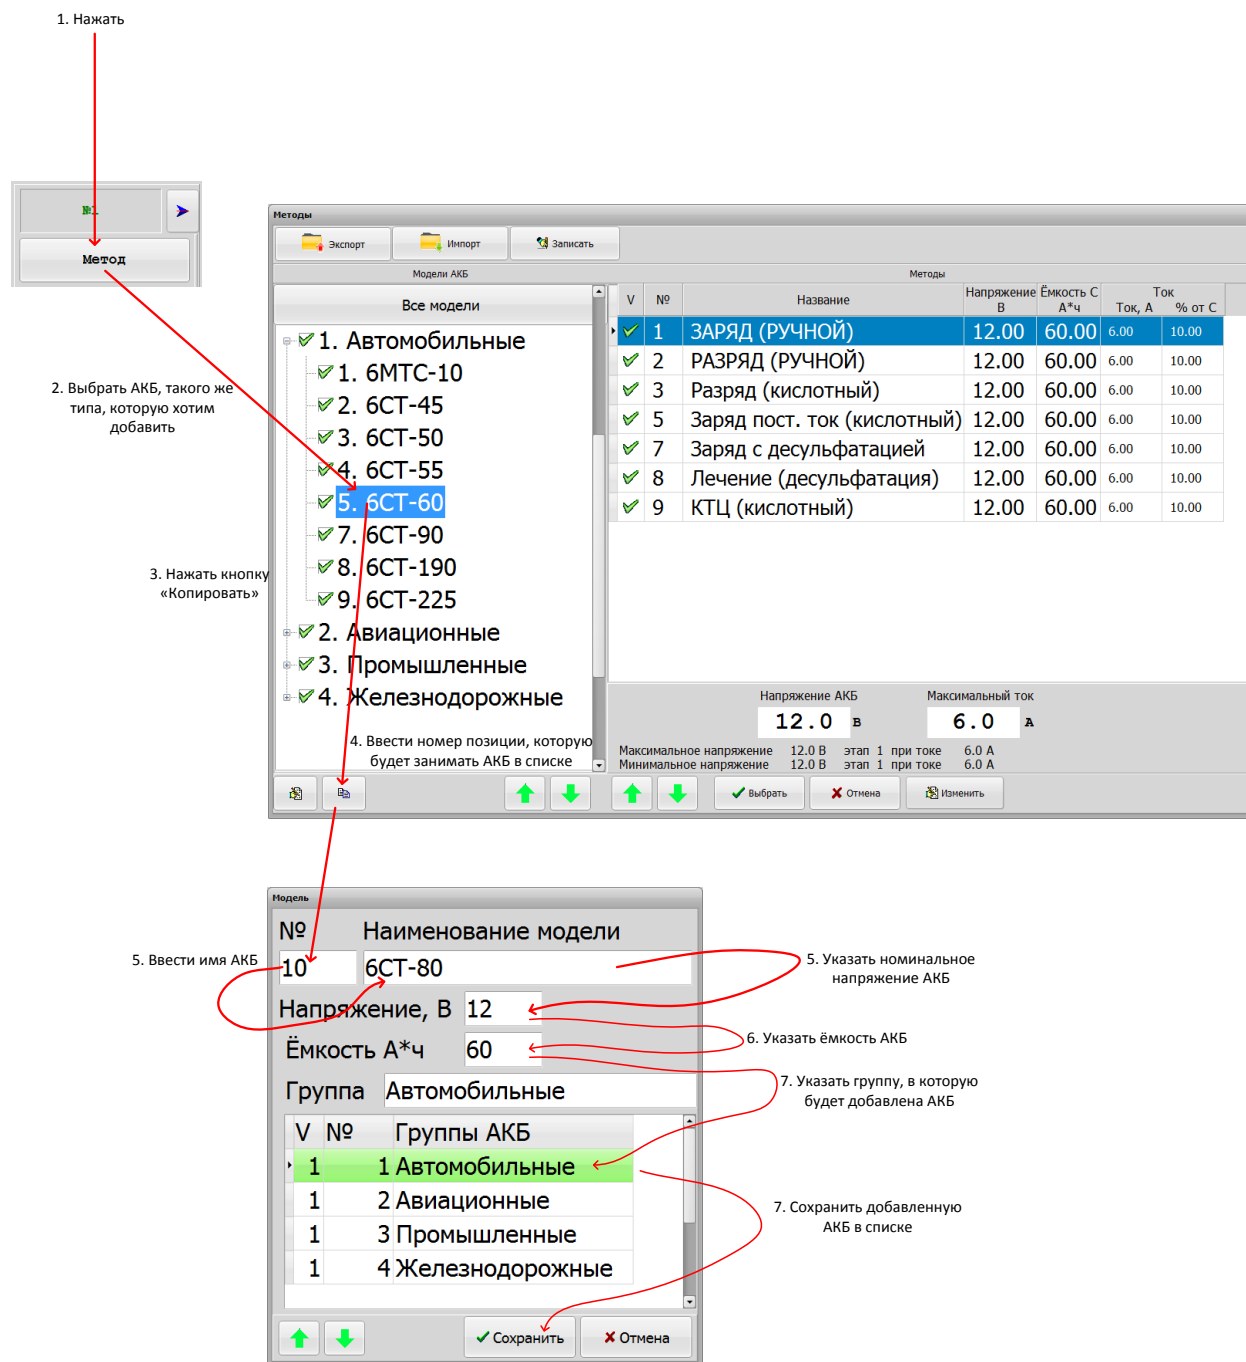 1. Нажать
№1
Метод
2. Выбрать АКБ, такого же
типа, которую хотим
добавить
3. Нажать кнопку
«Копировать»
Методы
Экспорт
Импорт
Записать
Модели АКБ
Методы
Все модели
1. Автомобильные
1. 6МТС-10
2. 6СТ-45
3. 6СТ-50
4. 6СТ-55
5. 6СТ-60
7. 6СТ-90
8. 6СТ-190
9. 6СТ-225
2. Авиационные
3. Промышленные
4. Железнодорожные
4. Ввести номер позиции, которую
будет занимать АКБ в списке
V № Название Напряжение В Ёмкость С А*ч Ток Ток, А % от С
1 ЗАРЯД (РУЧНОЙ) 12.00 60.00 6.00 10.00
2 РАЗРЯД (РУЧНОЙ) 12.00 60.00 6.00 10.00
3 Разряд (кислотный) 12.00 60.00 6.00 10.00
5 Заряд пост. ток (кислотный) 12.00 60.00 6.00 10.00
7 Заряд с десульфатацией 12.00 60.00 6.00 10.00
8 Лечение (десульфатация) 12.00 60.00 6.00 10.00
9 КТЦ (кислотный) 12.00 60.00 6.00 10.00
Напряжение АКБ Максимальный ток
12.0 В 6.0 А
Максимальное напряжение 12.0 В этап 1 при токе 6.0 А
Минимальное напряжение 12.0 В этап 1 при токе 6.0 А
Выбрать
Отмена
Изменить
Модель
№ Наименование модели
10 6СТ-80
Напряжение, В 12
Ёмкость А*ч 60
Группа Автомобильные
V № Группы АКБ
1 1 Автомобильные
1 2 Авиационные
1 3 Промышленные
1 4 Железнодорожные
Сохранить
Отмена
5. Ввести имя АКБ
5. Указать номинальное
напряжение АКБ
6. Указать ёмкость АКБ
7. Указать группу, в которую
будет добавлена АКБ
7. Сохранить добавленную
АКБ в списке